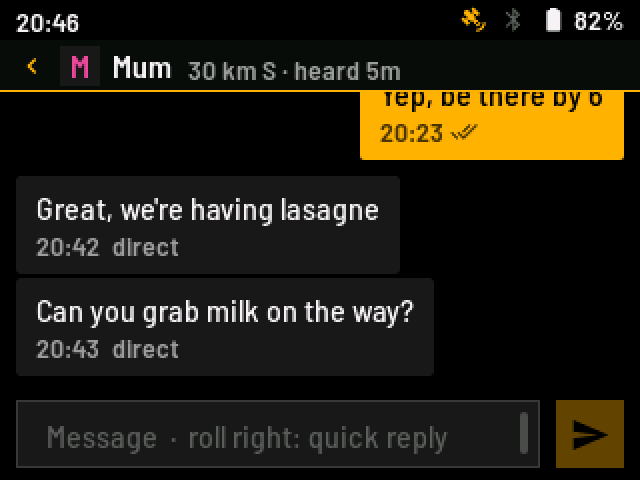 20:46
82%
M Mum 30 km S · heard 5m
Yep, be there by 6
20:23
Great, we're having lasagne
20:42 direct
Can you grab milk on the way?
20:43 direct
Message · roll right: quick reply